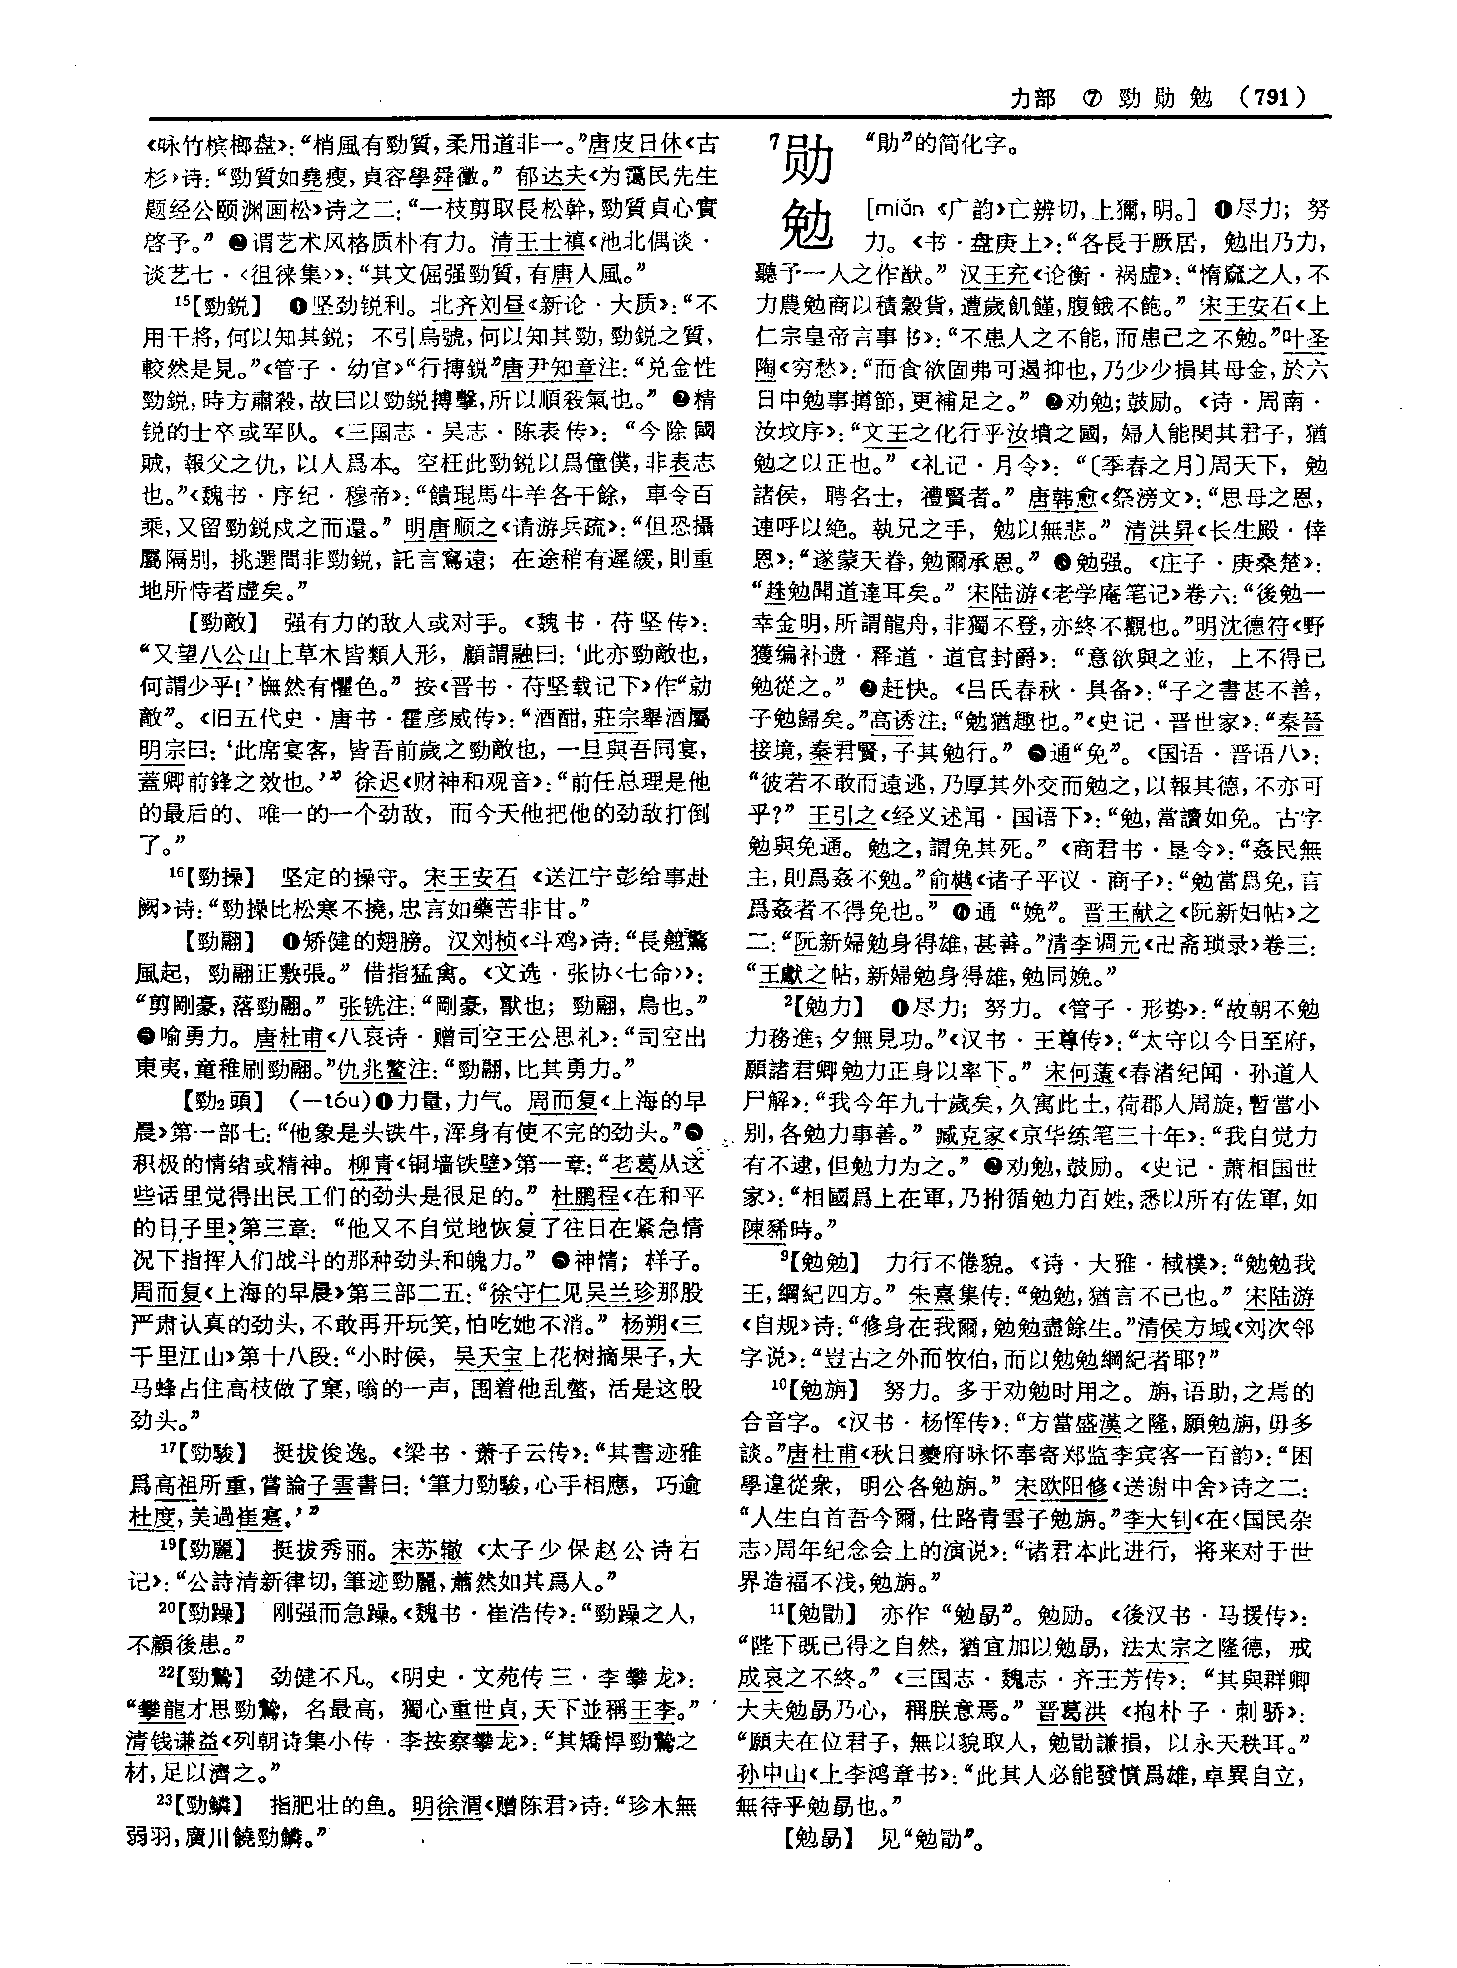 力部 ⑦ 勁 勋 勉 (791)
《咏竹槟榔盘》：“梢風有勁質，柔用道非一。”唐皮日休《古
杉》诗：“勁質如堯瘦，貞容學舜黴。” 郁达夫《为霭民先生
题经公颐渊画松》诗之二：“一枝剪取長松幹，勁質貞心實
啓予。” ❷谓艺术风格质朴有力。清王士禛《池北偶谈·
谈艺七·〈徂徕集〉》：“其文倔强勁質，有唐人風。”
15【勁鋭】 ❶坚劲锐利。北齐刘昼《新论·大质》：“不
用干将，何以知其鋭；不引烏號，何以知其勁，勁鋭之質，
較然是見。”《管子·幼官》“行搏鋭”唐尹知章注：“兑金性
勁鋭，時方肅殺，故曰以勁鋭搏擊，所以順殺氣也。” ❷精
锐的士卒或军队。《三国志·吴志·陈表传》：“今除國
賊，報父之仇，以人爲本。空枉此勁鋭以爲僮僕，非表志
也。”《魏书·序纪·穆帝》：“饋琨馬牛羊各千餘，車令百
乘，又留勁鋭戍之而還。” 明唐顺之《请游兵疏》：“但恐攝
屬隔别，挑選間非勁鋭，託言寫遠；在途稍有遲緩，則重
地所恃者虚矣。”
【勁敵】 强有力的敌人或对手。《魏书·苻坚传》：
“又望八公山上草木皆類人形，顧謂融曰：‘此亦勁敵也，
何謂少乎！’憮然有懼色。” 按《晋书·苻坚载记下》作“勍
敵”。《旧五代史·唐书·霍彦威传》：“酒酣，莊宗舉酒屬
明宗曰：‘此席宴客，皆吾前歲之勁敵也，一旦與吾同宴，
蓋卿前鋒之效也。’” 徐迟《财神和观音》：“前任总理是他
的最后的、唯一的一个劲敌，而今天他把他的劲敌打倒
了。”
16【勁操】 坚定的操守。宋王安石《送江宁彭给事赴
阙》诗：“勁操比松寒不撓，忠言如藥苦非甘。”
【勁翮】 ❶矫健的翅膀。汉刘桢《斗鸡》诗：“長翹驚
風起，勁翮正敷張。” 借指猛禽。《文选·张协〈七命〉》：
“剪剛豪，落勁翮。” 张铣注：“剛豪，獸也；勁翮，鳥也。”
❷喻勇力。唐杜甫《八哀诗·赠司空王公思礼》：“司空出
東夷，童稚刷勁翮。”仇兆鳌注：“勁翮，比其勇力。”
【勁2頭】 （—tóu）❶力量，力气。周而复《上海的早
晨》第一部七：“他象是头铁牛，浑身有使不完的劲头。”❷
积极的情绪或精神。柳青《铜墙铁壁》第一章：“老葛从这
些话里觉得出民工们的劲头是很足的。” 杜鹏程《在和平
的日子里》第三章：“他又不自觉地恢复了往日在紧急情
况下指挥人们战斗的那种劲头和魄力。” ❸神情；样子。
周而复《上海的早晨》第三部二五：“徐守仁见吴兰珍那股
严肃认真的劲头，不敢再开玩笑，怕吃她不消。” 杨朔《三
千里江山》第十八段：“小时候，吴天宝上花树摘果子，大
马蜂占住高枝做了窠，嗡的一声，围着他乱螫，活是这股
劲头。”
17【勁駿】 挺拔俊逸。《梁书·萧子云传》：“其書迹雅
爲高祖所重，嘗論子雲書曰：‘筆力勁駿，心手相應，巧逾
杜度，美過崔寔。’”
19【勁麗】 挺拔秀丽。宋苏辙《太子少保赵公诗石
记》：“公詩清新律切，筆迹勁麗，蕭然如其爲人。”
20【勁躁】 刚强而急躁。《魏书·崔浩传》：“勁躁之人，
不顧後患。”
22【勁鷙】 劲健不凡。《明史·文苑传三·李攀龙》：
“攀龍才思勁鷙，名最高，獨心重世貞，天下並稱王李。”
清钱谦益《列朝诗集小传·李按察攀龙》：“其矯悍勁鷙之
材，足以濟之。”
23【勁鱗】 指肥壮的鱼。明徐渭《赠陈君》诗：“珍木無
弱羽，廣川饒勁鱗。”
7勋 “勛”的简化字。
勉 [miǎn 《广韵》亡辨切，上獮，明。] ❶尽力；努
力。《书·盘庚上》：“各長于厥居，勉出乃力，
聽予一人之作猷。” 汉王充《论衡·祸虚》：“惰窳之人，不
力農勉商以積穀貨，遭歲飢饉，腹餓不飽。” 宋王安石《上
仁宗皇帝言事书》：“不患人之不能，而患己之不勉。”叶圣
陶《穷愁》：“而食欲固弗可遏抑也，乃少少損其母金，於六
日中勉事撙節，更補足之。” ❷劝勉；鼓励。《诗·周南·
汝坟序》：“文王之化行乎汝墳之國，婦人能閔其君子，猶
勉之以正也。” 《礼记·月令》：“〔季春之月〕周天下，勉
諸侯，聘名士，禮賢者。” 唐韩愈《祭滂文》：“思母之恩，
連呼以絶。執兄之手，勉以無悲。” 清洪昇《长生殿·倖
恩》：“遂蒙天眷，勉爾承恩。” ❸勉强。《庄子·庚桑楚》：
“趎勉聞道達耳矣。” 宋陆游《老学庵笔记》卷六：“後勉一
幸金明，所謂龍舟，非獨不登，亦終不觀也。”明沈德符《野
獲编补遗·释道·道官封爵》：“意欲與之並，上不得已
勉從之。” ❹赶快。《吕氏春秋·具备》：“子之書甚不善，
子勉歸矣。”高诱注：“勉猶趣也。”《史记·晋世家》：“秦晉
接境，秦君賢，子其勉行。” ❺通“免”。《国语·晋语八》：
“彼若不敢而遠逃，乃厚其外交而勉之，以報其德，不亦可
乎？” 王引之《经义述闻·国语下》：“勉，當讀如免。古字
勉與免通。勉之，謂免其死。” 《商君书·垦令》：“姦民無
主，則爲姦不勉。”俞樾《诸子平议·商子》：“勉當爲免，言
爲姦者不得免也。” ❻通“娩”。晋王献之《阮新妇帖》之
二：“阮新婦勉身得雄，甚善。”清李调元《卍斋琐录》卷三：
“王獻之帖，新婦勉身得雄，勉同娩。”
2【勉力】 ❶尽力；努力。《管子·形势》：“故朝不勉
力務進，夕無見功。”《汉书·王尊传》：“太守以今日至府，
願諸君卿勉力正身以率下。” 宋何薳《春渚纪闻·孙道人
尸解》：“我今年九十歲矣，久寓此士，荷郡人周旋，暫當小
别，各勉力事善。” 臧克家《京华练笔三十年》：“我自觉力
有不逮，但勉力为之。” ❷劝勉，鼓励。《史记·萧相国世
家》：“相國爲上在軍，乃拊循勉力百姓，悉以所有佐軍，如
陳豨時。”
9【勉勉】 力行不倦貌。《诗·大雅·棫樸》：“勉勉我
王，綱紀四方。” 朱熹集传：“勉勉，猶言不已也。” 宋陆游
《自规》诗：“修身在我爾，勉勉盡餘生。”清侯方域《刘次邻
字说》：“豈古之外而牧伯，而以勉勉綱紀者耶？”
10【勉旃】 努力。多于劝勉时用之。旃，语助，之焉的
合音字。《汉书·杨恽传》：“方當盛漢之隆，願勉旃，毋多
談。”唐杜甫《秋日夔府咏怀奉寄郑监李宾客一百韵》：“困
學違從衆，明公各勉旃。” 宋欧阳修《送谢中舍》诗之二：
“人生白首吾今爾，仕路青雲子勉旃。”李大钊《在〈国民杂
志〉周年纪念会上的演说》：“诸君本此进行，将来对于世
界造福不浅，勉旃。”
11【勉勖】 亦作“勉勗”。勉励。《後汉书·马援传》：
“陛下既已得之自然，猶宜加以勉勗，法太宗之隆德，戒
成哀之不終。” 《三国志·魏志·齐王芳传》：“其與群卿
大夫勉勗乃心，稱朕意焉。” 晋葛洪《抱朴子·刺骄》：
“願夫在位君子，無以貌取人，勉勖謙損，以永天秩耳。”
孙中山《上李鸿章书》：“此其人必能發憤爲雄，卓異自立，
無待乎勉勗也。”
【勉勗】 见“勉勖”。